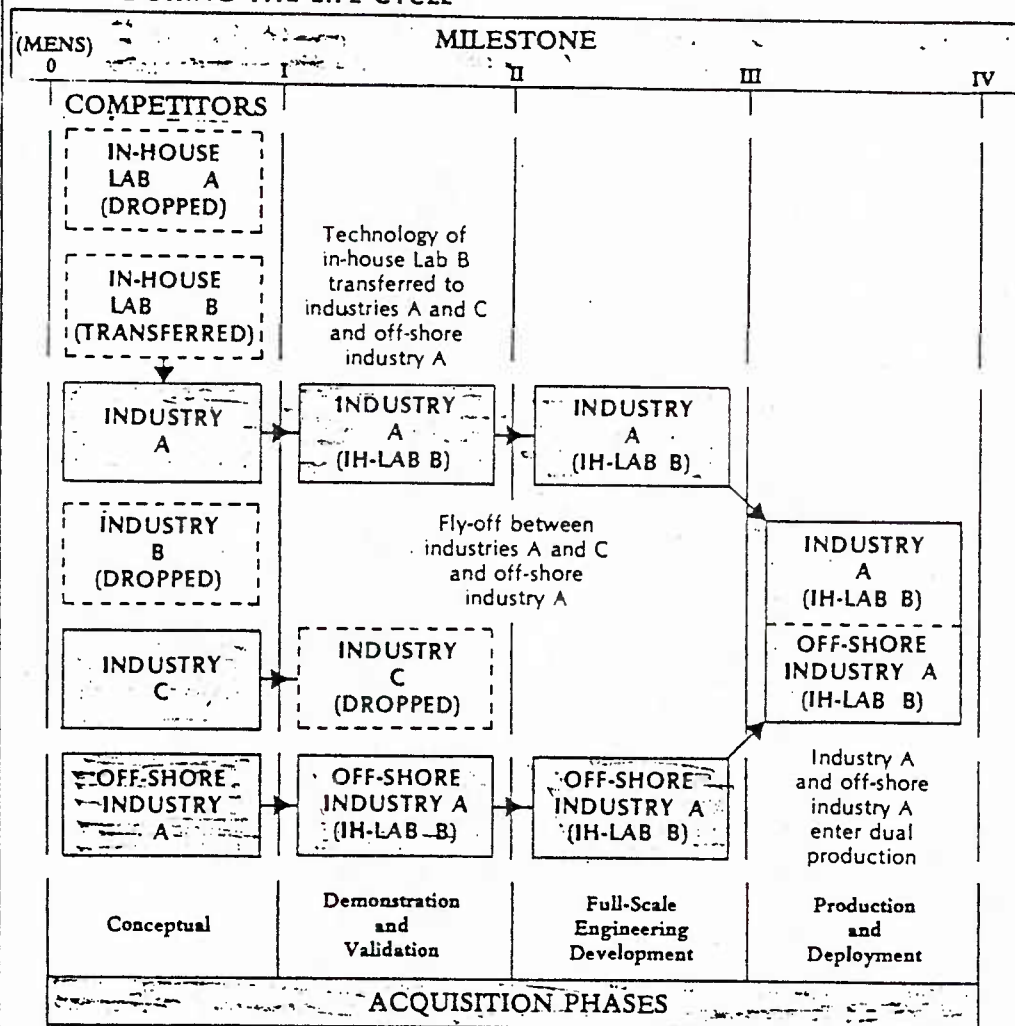 DURING THE LIFE CYCLE
MILESTONE
(MENS)
0 I II III IV
COMPETITORS
IN-HOUSE
LAB A
(DROPPED)
IN-HOUSE
LAB B
(TRANSFERRED)
Technology of
in-house Lab B
transferred to
industries A and C
and off-shore
industry A
INDUSTRY
A
INDUSTRY
A
(IH-LAB B)
INDUSTRY
A
(IH-LAB B)
INDUSTRY
B
(DROPPED)
Fly-off between
industries A and C
and off-shore
industry A
INDUSTRY
A
(IH-LAB B)
OFF-SHORE
INDUSTRY A
(IH-LAB B)
INDUSTRY
C
INDUSTRY
C
(DROPPED)
OFF-SHORE
INDUSTRY
A
OFF-SHORE
INDUSTRY A
(IH-LAB B)
OFF-SHORE
INDUSTRY A
(IH-LAB B)
Industry A
and off-shore
industry A
enter dual
production
Conceptual
Demonstration
and
Validation
Full-Scale
Engineering
Development
Production
and
Deployment
ACQUISITION PHASES